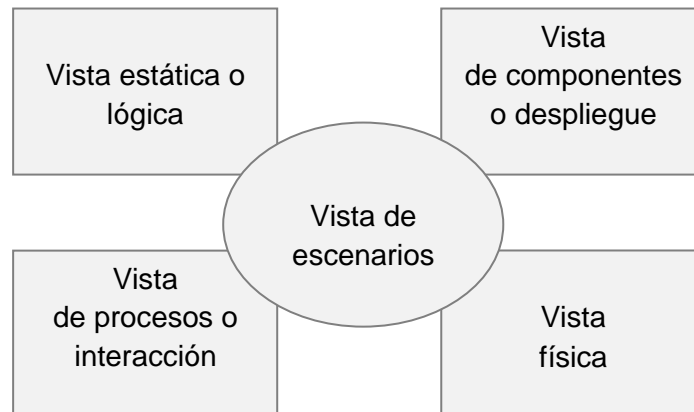 Vista estática o
lógica
Vista
de componentes
o despliegue
Vista de
escenarios
Vista
de procesos o
interacción
Vista
física